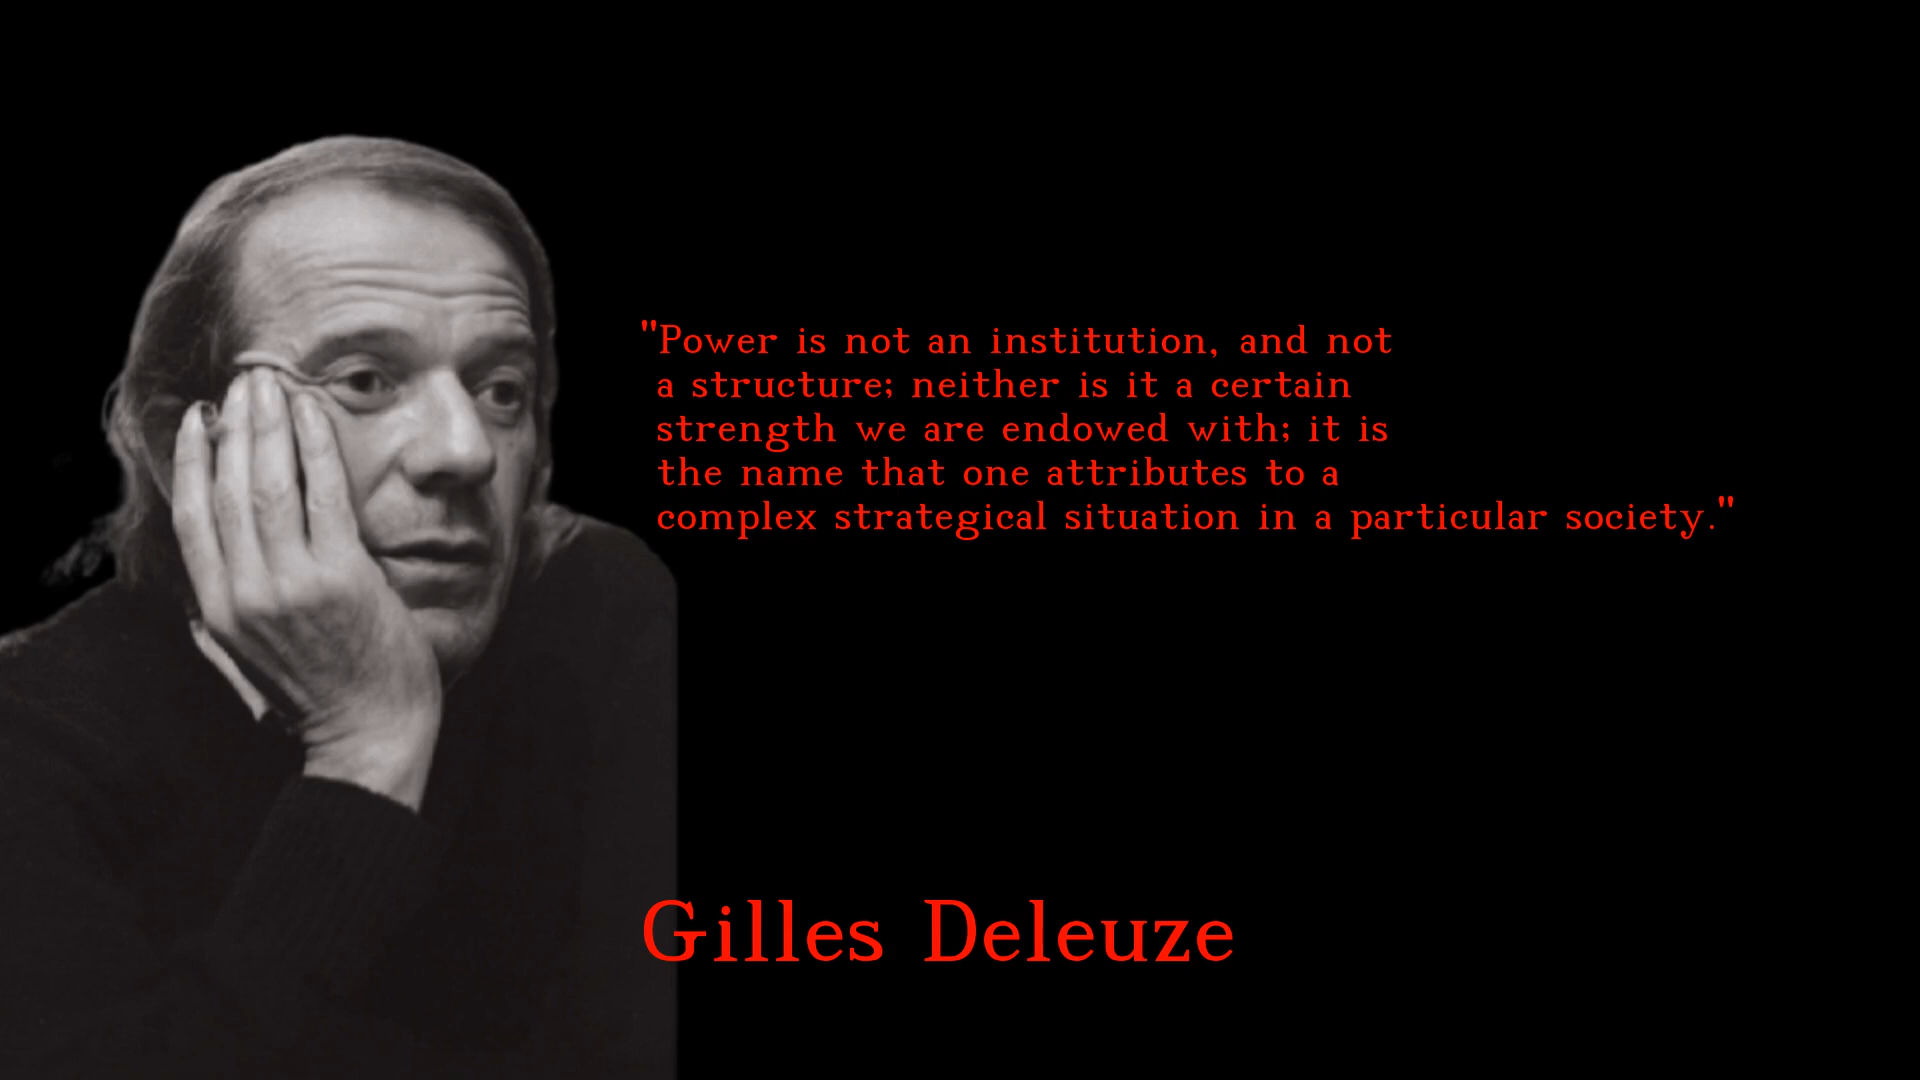 "Power is not an institution, and not
a structure; neither is it a certain
strength we are endowed with; it is
the name that one attributes to a
complex strategical situation in a particular society."
Gilles Deleuze